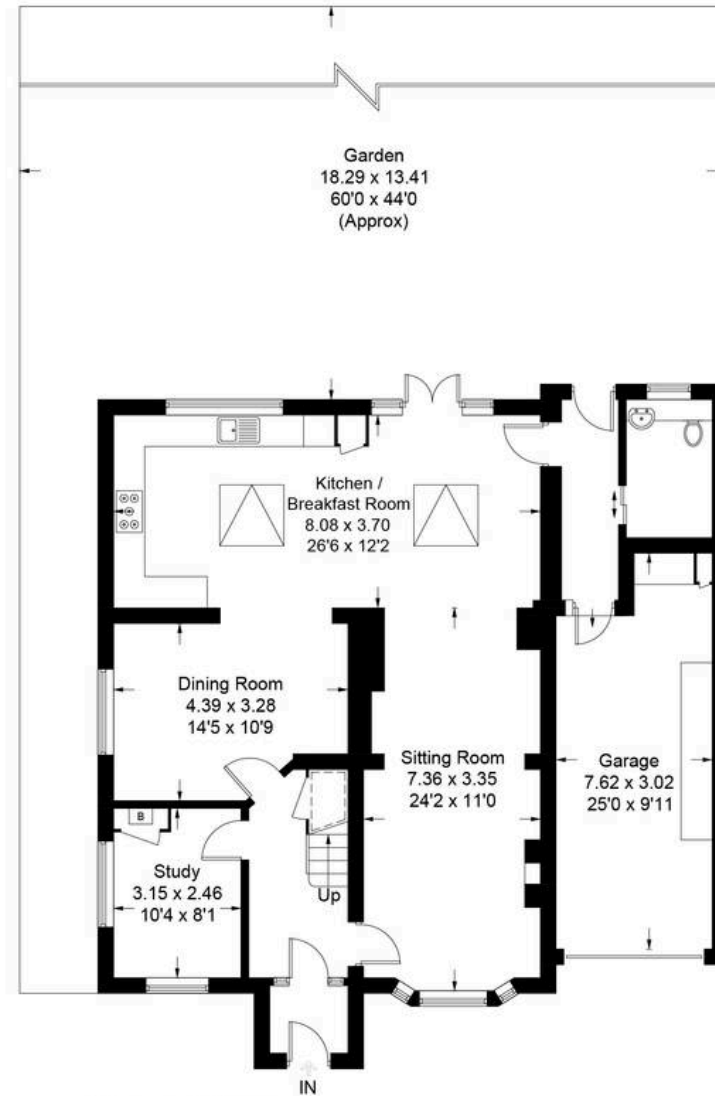 Garden
18.29 x 13.41
60'0 x 44'0
(Approx)
Kitchen /
Breakfast Room
8.08 x 3.70
26'6 x 12'2
Dining Room
4.39 x 3.28
14'5 x 10'9
Sitting Room
7.36 x 3.35
24'2 x 11'0
Garage
7.62 x 3.02
25'0 x 9'11
B
Study
3.15 x 2.46
10'4 x 8'1
Up
IN